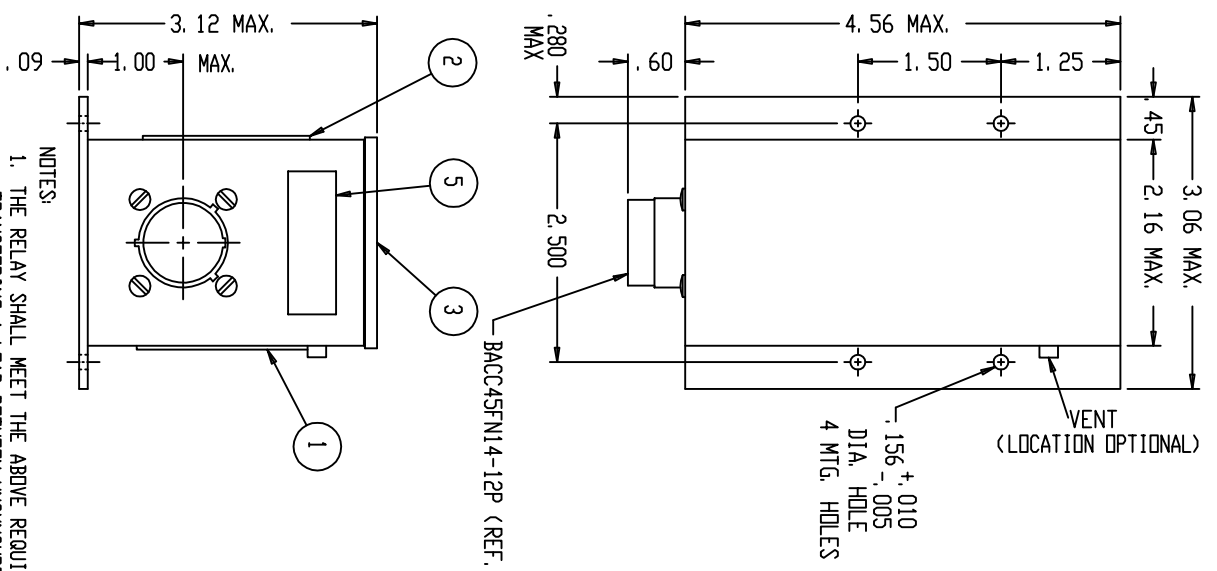 3.12 MAX.
.09
1.00 MAX.
2
5
3
1
4.56 MAX.
1.50
1.25
.280
MAX
.60
2.500
.45
2.16 MAX.
3.06 MAX.
BACC45FN14-12P (REF.
VENT
(LOCATION OPTIONAL)
.156 +.010
-.005
DIA. HOLE
4 MTG. HOLES
NOTES:
1. THE RELAY SHALL MEET THE ABOVE REQUI